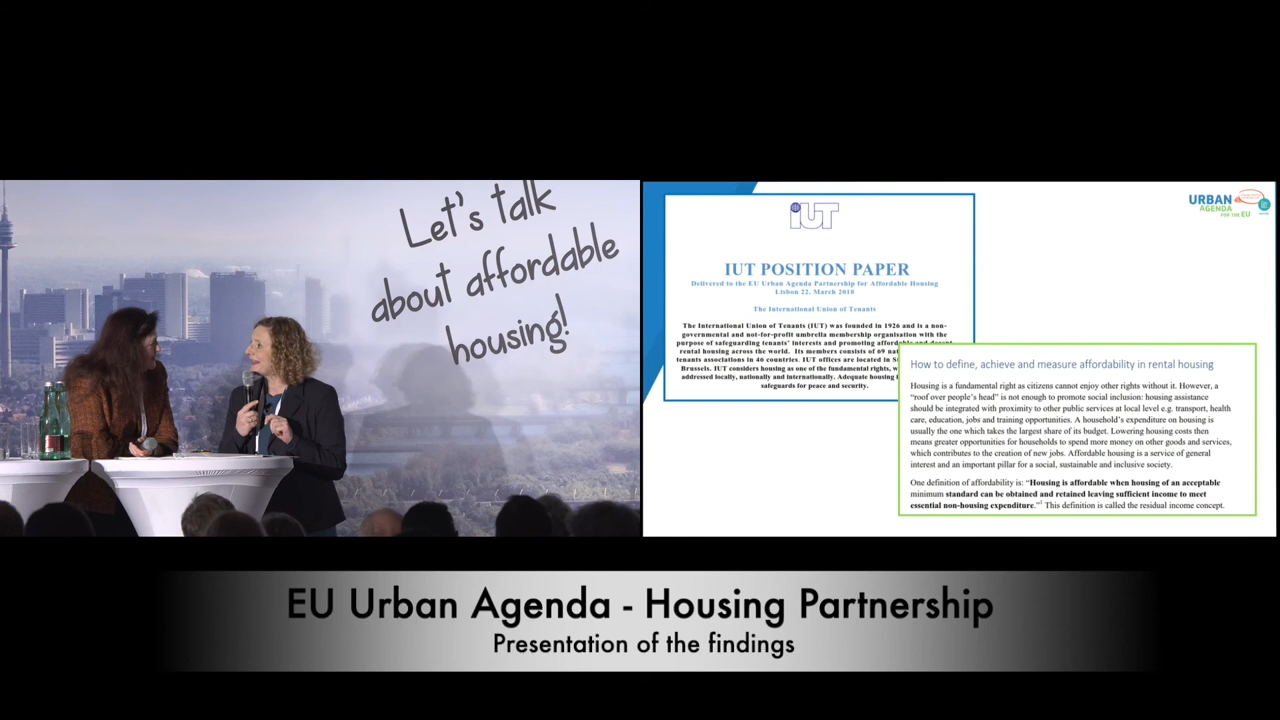 Let's talk
about affordable
housing!
iUT
IUT POSITION PAPER
Delivered to the EU Urban Agenda Partnership for Affordable Housing
Lisbon 22. March 2018
The International Union of Tenants
The International Union of Tenants (IUT) was founded in 1926 and is a non-
governmental and not-for-profit umbrella membership organisation with the
purpose of safeguarding tenants' interests and promoting affordable and decent
rental housing across the world. Its members consists of 69
tenants associations in 46 countries. IUT offices are located in
Brussels. IUT considers housing as one of the fundamental rights,
addressed locally, nationally and internationally. Adequate housing
safeguards for peace and security.
URBAN
AGENDA
FOR THE EU
How to define, achieve and measure affordability in rental housing
Housing is a fundamental right as citizens cannot enjoy other rights without it. However, a
“roof over people’s head” is not enough to promote social inclusion: housing assistance
should be integrated with proximity to other public services at local level e.g. transport, health
care, education, jobs and training opportunities. A household’s expenditure on housing is
usually the one which takes the largest share of its budget. Lowering housing costs then
means greater opportunities for households to spend more money on other goods and services,
which contributes to the creation of new jobs. Affordable housing is a service of general
interest and an important pillar for a social, sustainable and inclusive society.
One definition of affordability is: “Housing is affordable when housing of an acceptable
minimum standard can be obtained and retained leaving sufficient income to meet
essential non-housing expenditure.”1 This definition is called the residual income concept.
EU Urban Agenda - Housing Partnership
Presentation of the findings